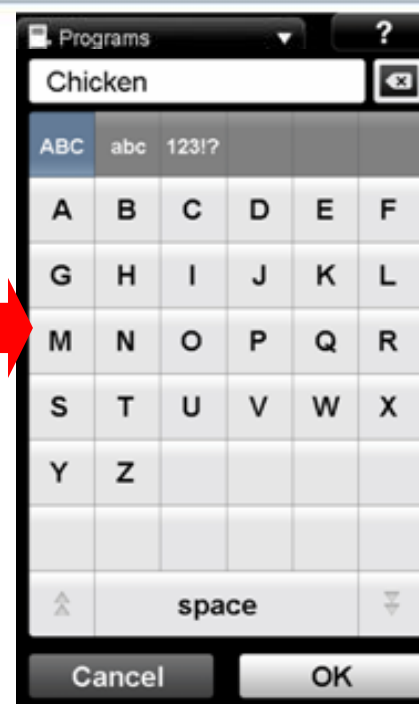 Programs ?
Chicken
ABC abc 123!?
A B C D E F
G H I J K L
M N O P Q R
S T U V W X
Y Z
space
Cancel OK